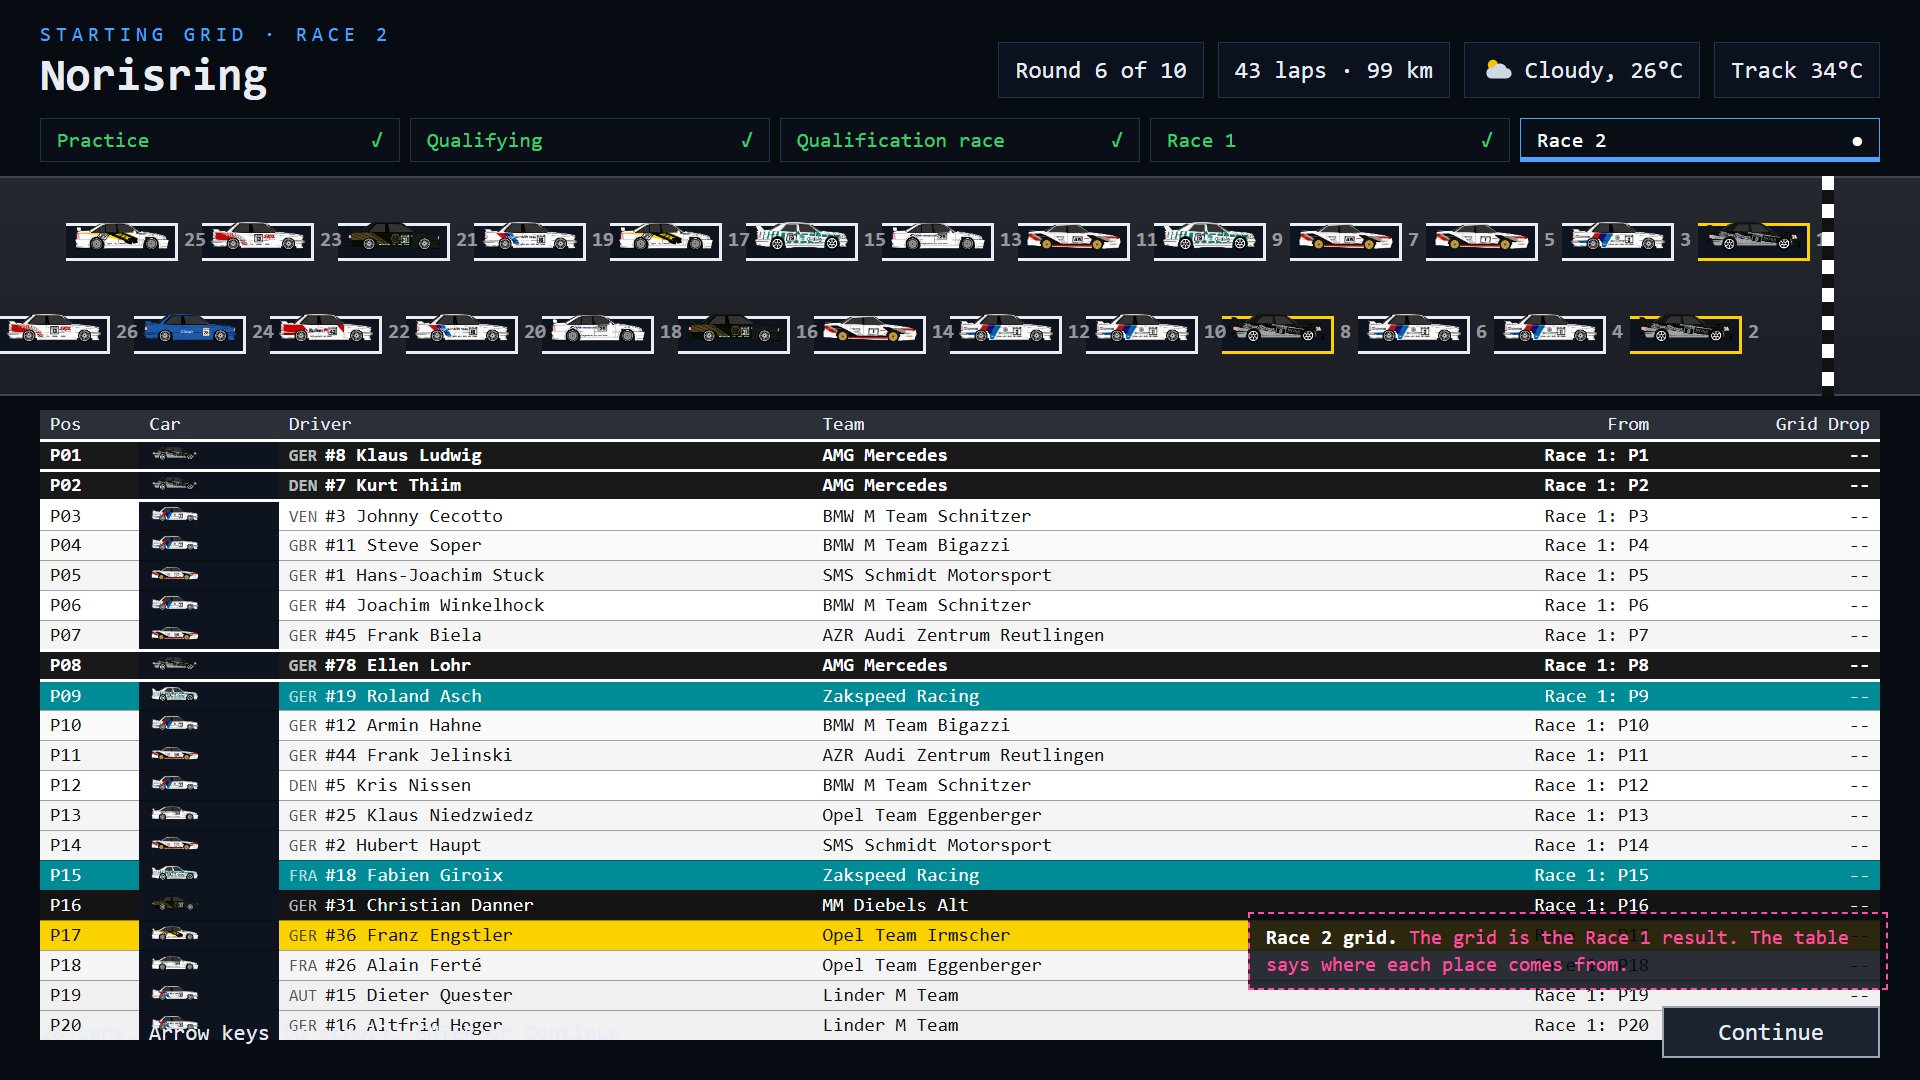 STARTING GRID · RACE 2
Norisring
Round 6 of 10
43 laps · 99 km
Cloudy, 26°C
Track 34°C
Practice ✓
Qualifying ✓
Qualification race ✓
Race 1 ✓
Race 2 ●
25 23 21 19 17 15 13 11 9 7 5 3
26 24 22 20 18 16 14 12 10 8 6 4 2
Pos Car Driver Team From Grid Drop
P01 GER #8 Klaus Ludwig AMG Mercedes Race 1: P1 --
P02 DEN #7 Kurt Thiim AMG Mercedes Race 1: P2 --
P03 VEN #3 Johnny Cecotto BMW M Team Schnitzer Race 1: P3 --
P04 GBR #11 Steve Soper BMW M Team Bigazzi Race 1: P4 --
P05 GER #1 Hans-Joachim Stuck SMS Schmidt Motorsport Race 1: P5 --
P06 GER #4 Joachim Winkelhock BMW M Team Schnitzer Race 1: P6 --
P07 GER #45 Frank Biela AZR Audi Zentrum Reutlingen Race 1: P7 --
P08 GER #78 Ellen Lohr AMG Mercedes Race 1: P8 --
P09 GER #19 Roland Asch Zakspeed Racing Race 1: P9 --
P10 GER #12 Armin Hahne BMW M Team Bigazzi Race 1: P10 --
P11 GER #44 Frank Jelinski AZR Audi Zentrum Reutlingen Race 1: P11 --
P12 DEN #5 Kris Nissen BMW M Team Schnitzer Race 1: P12 --
P13 GER #25 Klaus Niedzwiedz Opel Team Eggenberger Race 1: P13 --
P14 GER #2 Hubert Haupt SMS Schmidt Motorsport Race 1: P14 --
P15 FRA #18 Fabien Giroix Zakspeed Racing Race 1: P15 --
P16 GER #31 Christian Danner MM Diebels Alt Race 1: P16 --
P17 GER #36 Franz Engstler Opel Team Irmscher
Race 2 grid. The grid is the Race 1 result. The table
says where each place comes from.
P18 FRA #26 Alain Ferté Opel Team Eggenberger
P19 AUT #15 Dieter Quester Linder M Team Race 1: P19 --
P20 GER #16 Altfrid Heger Linder M Team Race 1: P20
Arrow keys
Continue